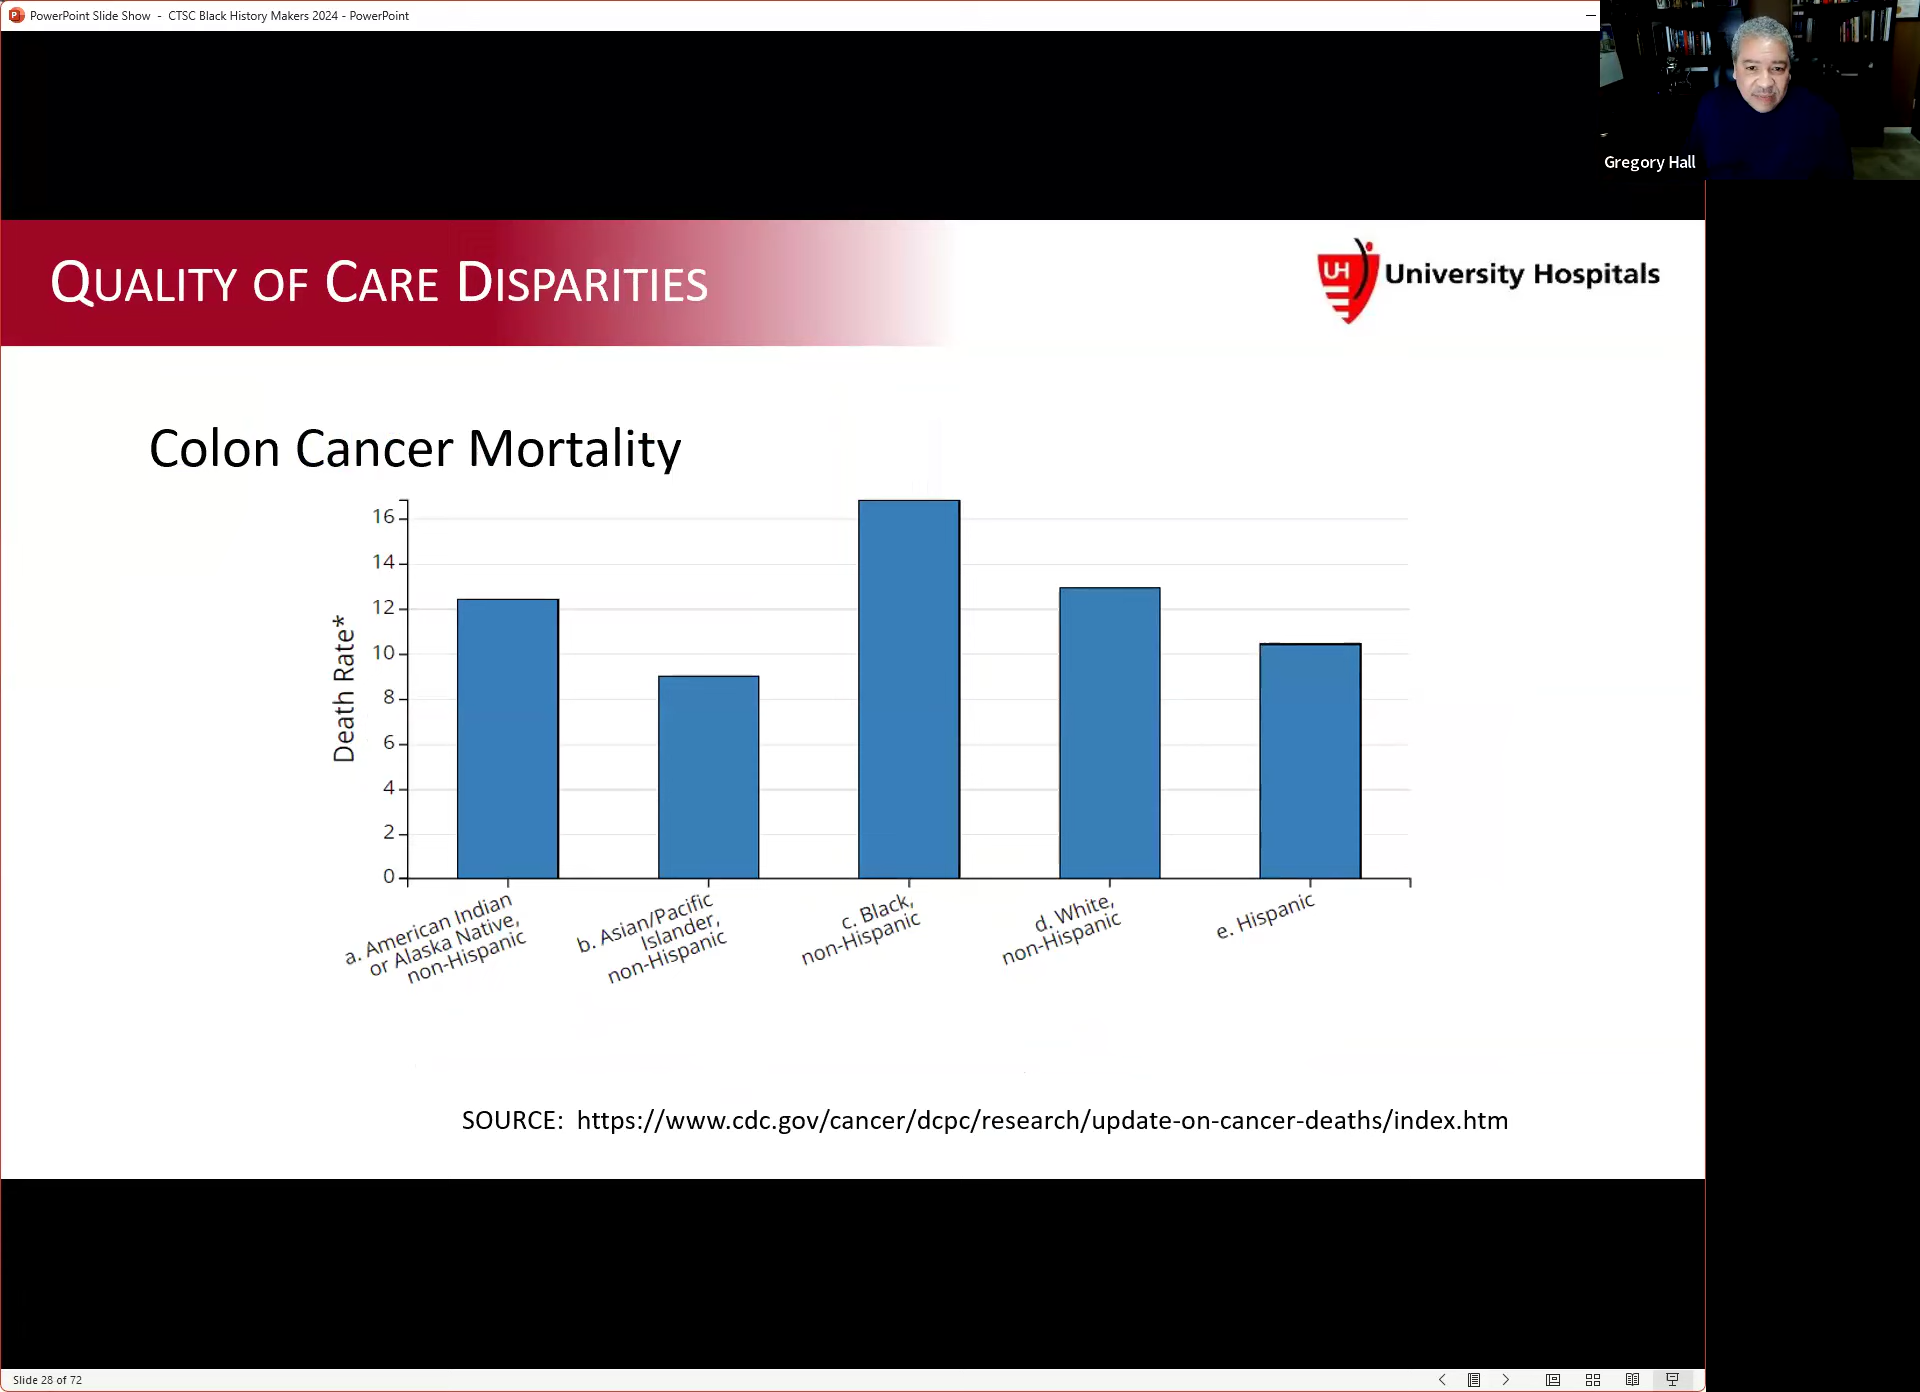 PowerPoint Slide Show - CTSC Black History Makers 2024 - PowerPoint
Gregory Hall
QUALITY OF CARE DISPARITIES
UH University Hospitals
Colon Cancer Mortality
Death Rate*
16
14
12
10
8
6
4
2
0
a. American Indian
or Alaska Native,
non-Hispanic
b. Asian/Pacific
Islander,
non-Hispanic
c. Black,
non-Hispanic
d. White,
non-Hispanic
e. Hispanic
SOURCE: https://www.cdc.gov/cancer/dcpc/research/update-on-cancer-deaths/index.htm
Slide 28 of 72